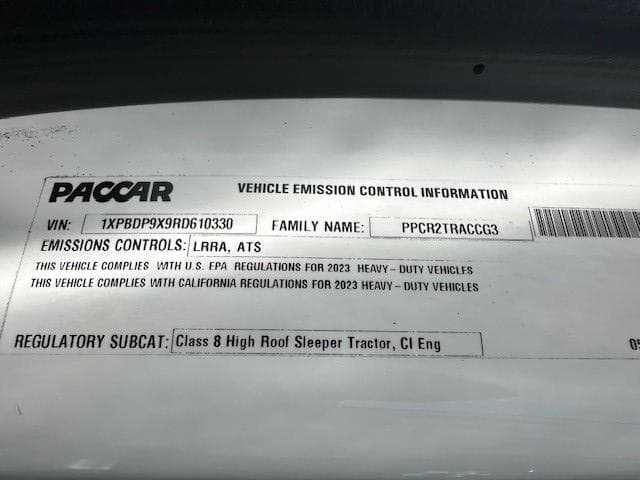 PACCAR VEHICLE EMISSION CONTROL INFORMATION
VIN: 1XPBDP9X9RD610330 FAMILY NAME: PPCR2TRACCG3
EMISSIONS CONTROLS: LRRA, ATS
THIS VEHICLE COMPLIES WITH U.S. EPA REGULATIONS FOR 2023 HEAVY-DUTY VEHICLES
THIS VEHICLE COMPLIES WITH CALIFORNIA REGULATIONS FOR 2023 HEAVY-DUTY VEHICLES
REGULATORY SUBCAT: Class 8 High Roof Sleeper Tractor, CI Eng